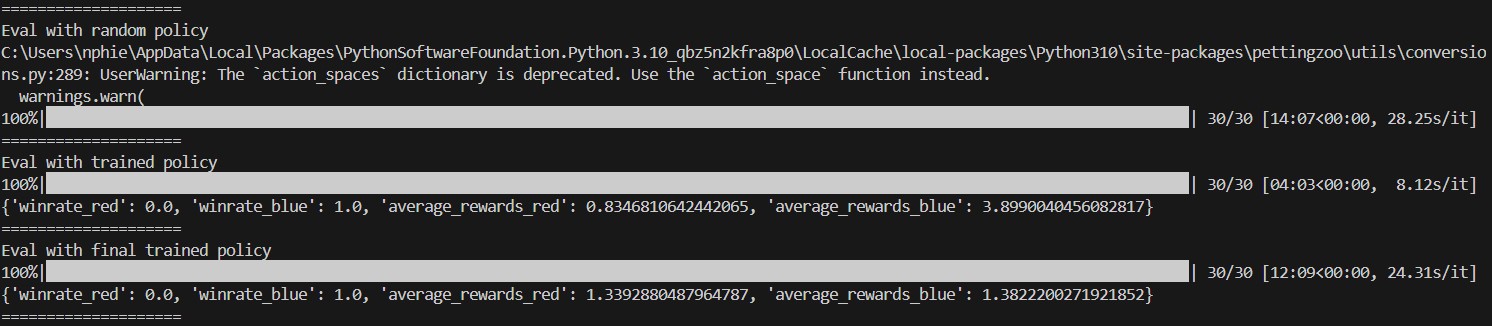 ====================
Eval with random policy
C:\Users\nphie\AppData\Local\Packages\PythonSoftwareFoundation.Python.3.10_qbz5n2kfra8p0\LocalCache\local-packages\Python310\site-packages\pettingzoo\utils\conversio
ns.py:289: UserWarning: The `action_spaces` dictionary is deprecated. Use the `action_space` function instead.
  warnings.warn(
100%|| 30/30 [14:07<00:00, 28.25s/it]
====================
Eval with trained policy
100%|| 30/30 [04:03<00:00,  8.12s/it]
{'winrate_red': 0.0, 'winrate_blue': 1.0, 'average_rewards_red': 0.8346810642442065, 'average_rewards_blue': 3.8990040456082817}
====================
Eval with final trained policy
100%|| 30/30 [12:09<00:00, 24.31s/it]
{'winrate_red': 0.0, 'winrate_blue': 1.0, 'average_rewards_red': 1.3392880487964787, 'average_rewards_blue': 1.3822200271921852}
====================